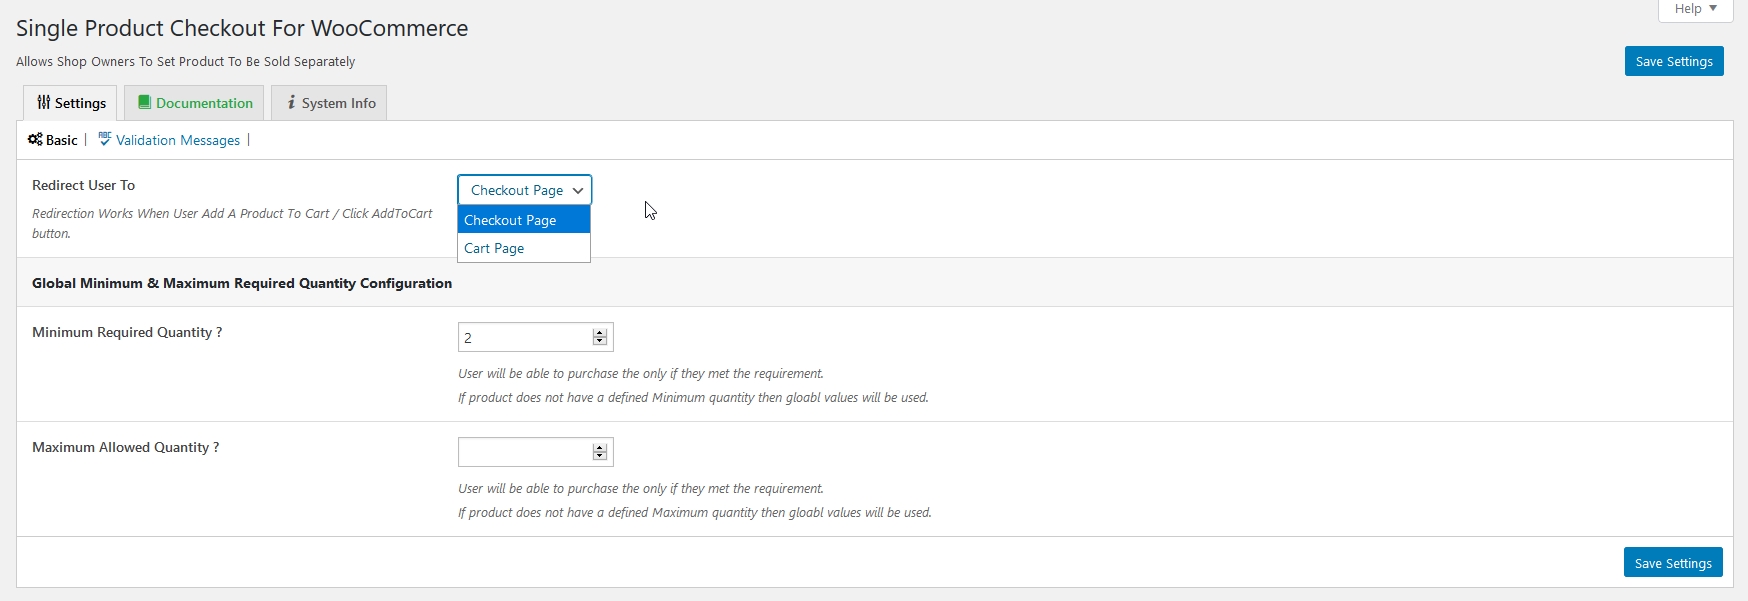 Help
Single Product Checkout For WooCommerce
Allows Shop Owners To Set Product To Be Sold Separately
Save Settings
Settings
Documentation
System Info
Basic |
Validation Messages |
Redirect User To
Redirection Works When User Add A Product To Cart / Click AddToCart
button.
Checkout Page
Checkout Page
Cart Page
Global Minimum & Maximum Required Quantity Configuration
Minimum Required Quantity ?
2
User will be able to purchase the only if they met the requirement.
If product does not have a defined Minimum quantity then gloabl values will be used.
Maximum Allowed Quantity ?
User will be able to purchase the only if they met the requirement.
If product does not have a defined Maximum quantity then gloabl values will be used.
Save Settings